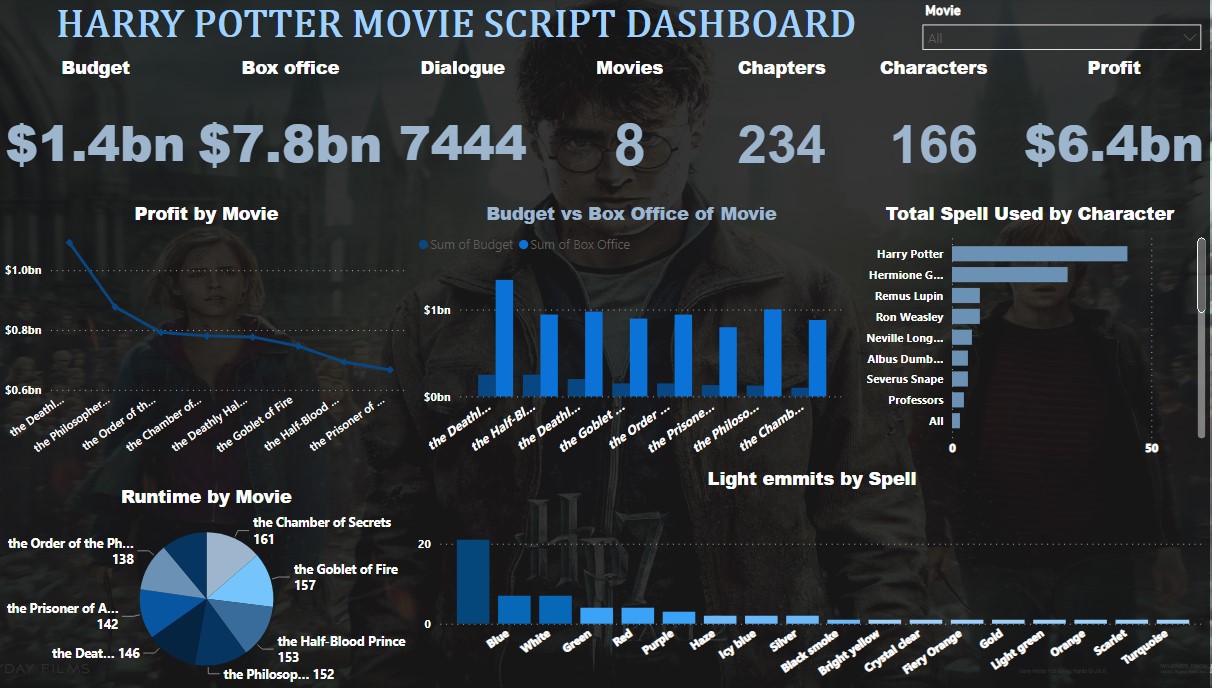 HARRY POTTER MOVIE SCRIPT DASHBOARD
Movie
All
Budget
Box office
Dialogue
Movies
Chapters
Characters
Profit
$1.4bn
$7.8bn
7444
8
234
166
$6.4bn
Profit by Movie
$1.0bn
$0.8bn
$0.6bn
the Deathl...
the Philosopher...
the Order of th...
the Chamber of...
the Deathly Hal...
the Goblet of Fire
the Half-Blood ...
the Prisoner of ...
Budget vs Box Office of Movie
Sum of Budget
Sum of Box Office
$1bn
$0bn
the Deathl...
the Half-Bl...
the Deathl...
the Goblet ...
the Order ...
the Prisone...
the Philoso...
the Chamb...
Total Spell Used by Character
Harry Potter
Hermione G...
Remus Lupin
Ron Weasley
Neville Long...
Albus Dumb...
Severus Snape
Professors
All
0
50
Runtime by Movie
the Chamber of Secrets
161
the Goblet of Fire
157
the Half-Blood Prince
153
the Philosop... 152
the Deat... 146
the Prisoner of A...
142
the Order of the Ph...
138
Light emmits by Spell
20
0
Blue
White
Green
Red
Purple
Haze
Icy blue
Silver
Black smoke
Bright yellow
Crystal clear
Fiery Orange
Gold
Light green
Orange
Scarlet
Turquoise
DAY FILMS